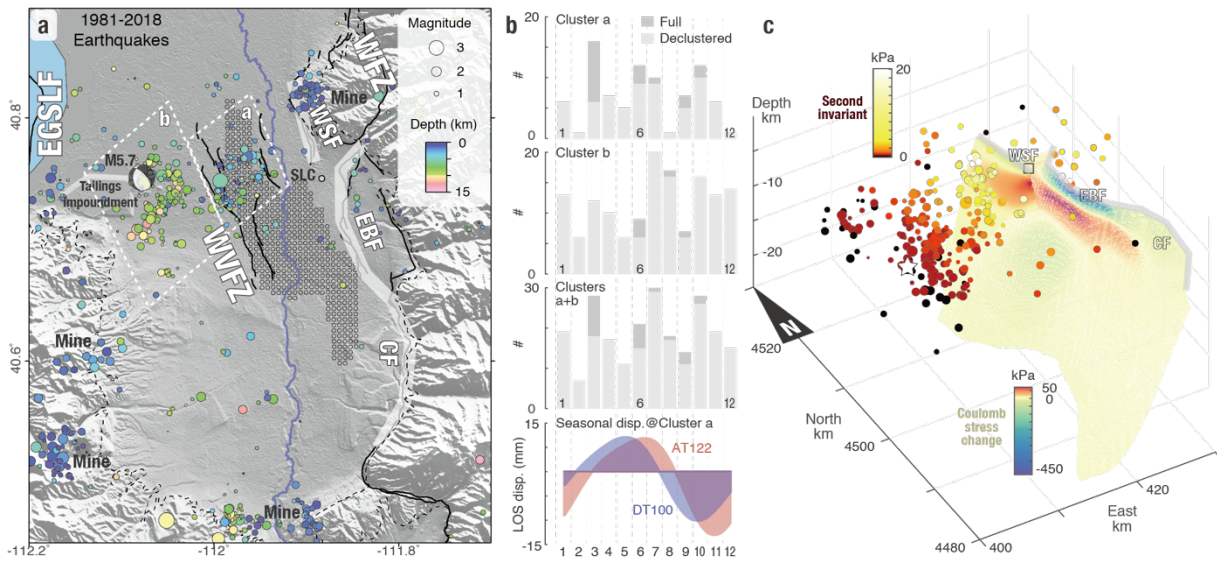 a
1981-2018
Earthquakes
Magnitude
3
2
1
Depth (km)
0
15
WFZ
Mine
WSF
EGSLF
b
a
M5.7
Tailings
Impoundment
SLC
WVFZ
EBF
CF
Mine
Mine
Mine
40.8°
40.6°
-112.2
-112
-111.8
b
20
Cluster a
Full
Declustered
#
0
1
6
12
20
Cluster b
#
0
1
6
12
30
Clusters
a+b
#
0
1
6
12
Seasonal disp.@Cluster a
15
LOS disp. (mm)
-15
AT122
DT100
1 2 3 4 5 6 7 8 9 10 11 12
c
kPa
20
0
Second
invariant
Depth
km
-10
-20
WSF
EBF
CF
N
4520
North
km
4500
4480
400
420
East
km
kPa
50
0
-450
Coulomb
stress
change